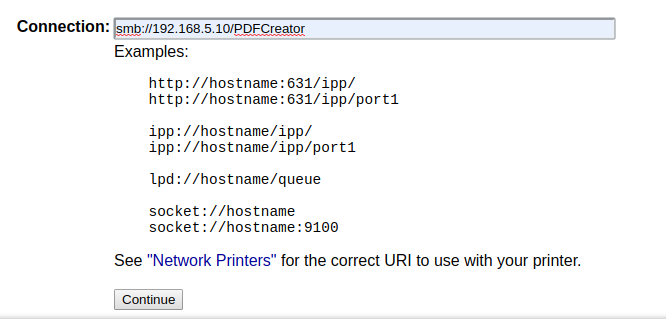 Connection: smb://192.168.5.10/PDFCreator
Examples:
http://hostname:631/ipp/
http://hostname:631/ipp/port1
ipp://hostname/ipp/
ipp://hostname/ipp/port1
lpd://hostname/queue
socket://hostname
socket://hostname:9100
See "Network Printers" for the correct URI to use with your printer.
Continue